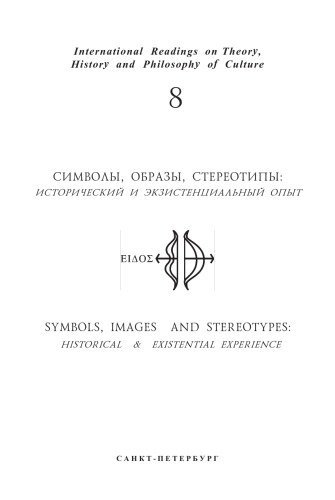 International Readings on Theory,
History and Philosophy of Culture
8
СИМВОЛЫ, ОБРАЗЫ, СТЕРЕОТИПЫ:
ИСТОРИЧЕСКИЙ И ЭКЗИСТЕНЦИАЛЬНЫЙ ОПЫТ
ΕΙΔΟΣ
SYMBOLS, IMAGES AND STEREOTYPES:
HISTORICAL & EXISTENTIAL EXPERIENCE
САНКТ-ПЕТЕРБУРГ